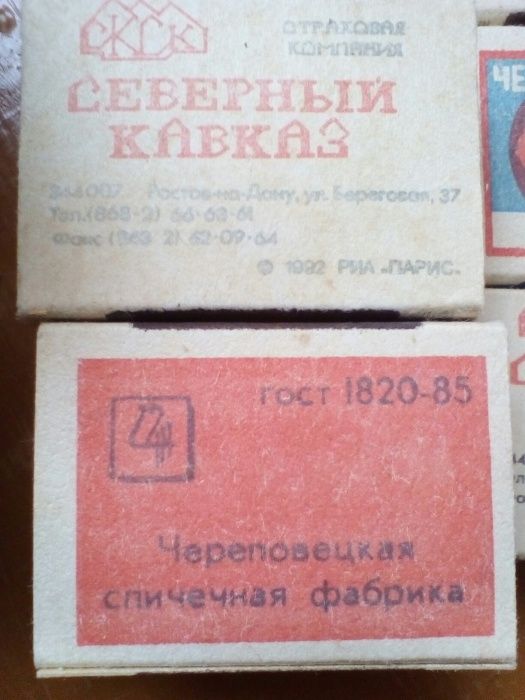 СКСК
СТРАХОВАЯ
КОМПАНИЯ
СЕВЕРНЫЙ
КАВКАЗ
344007 Ростов-на-Дону, ул. Береговая, 37
Тел.(863-2) 66-63-61
Факс (863 2) 62-09-64
© 1992 РИА „ПАРИС"
ЧЕ
ГОСТ 1820-85
Череповецкая
спичечная фабрика